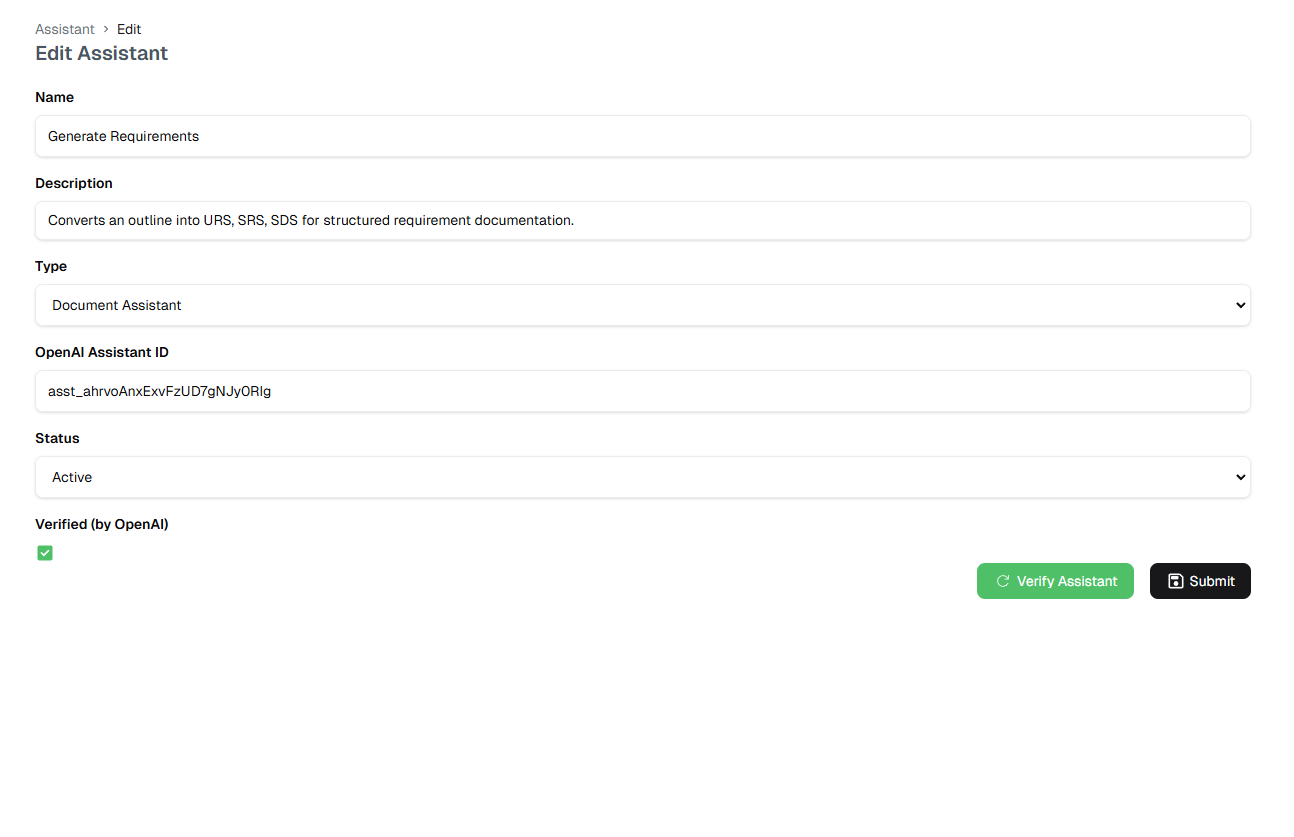 Assistant > Edit
Edit Assistant
Name
Generate Requirements
Description
Converts an outline into URS, SRS, SDS for structured requirement documentation.
Type
Document Assistant
OpenAI Assistant ID
asst_ahrvoAnxExvFzUD7gNJy0RIg
Status
Active
Verified (by OpenAI)
Verify Assistant
Submit